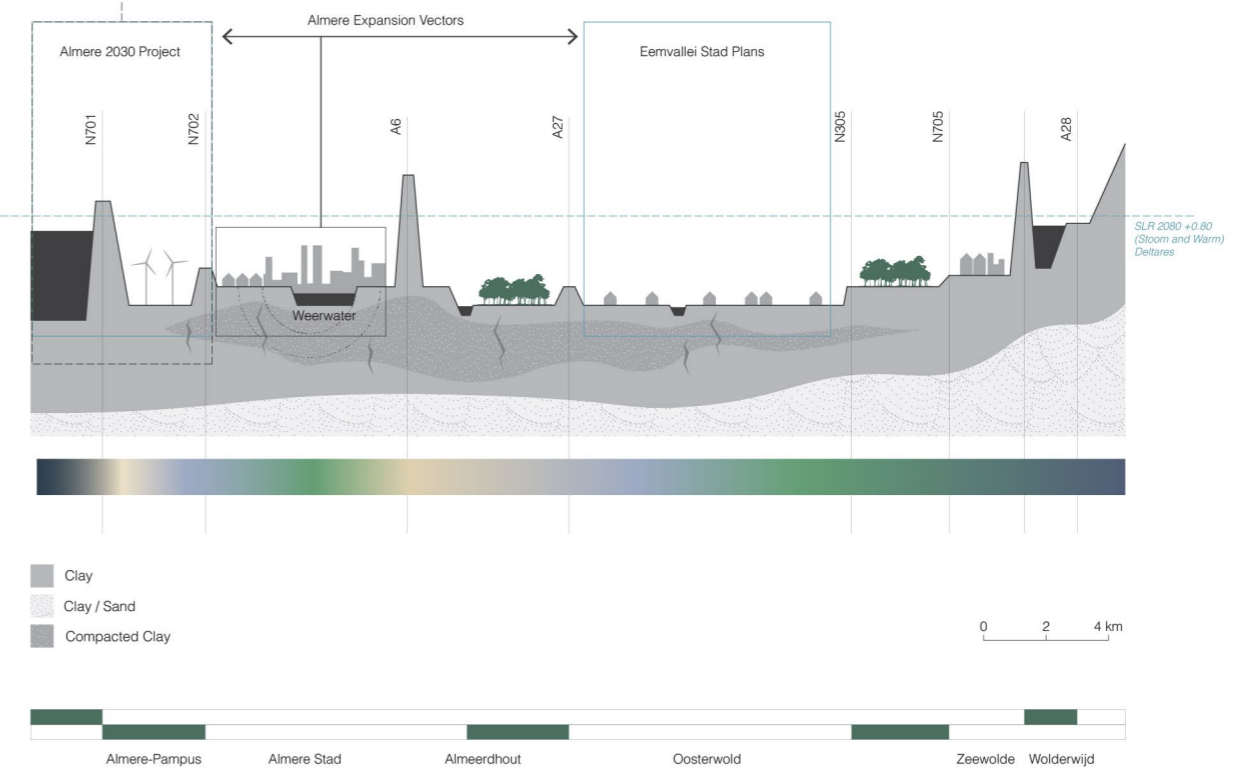 Almere Expansion Vectors
Almere 2030 Project
Eemvallei Stad Plans
N701
N702
A6
A27
N305
N705
A28
SLR 2080 +0.80
(Stoom and Warm)
Deltares
Weerwater
Clay
Clay / Sand
Compacted Clay
0 2 4 km
Almere-Pampus Almere Stad Almeerdhout Oosterwold Zeewolde Wolderwijd